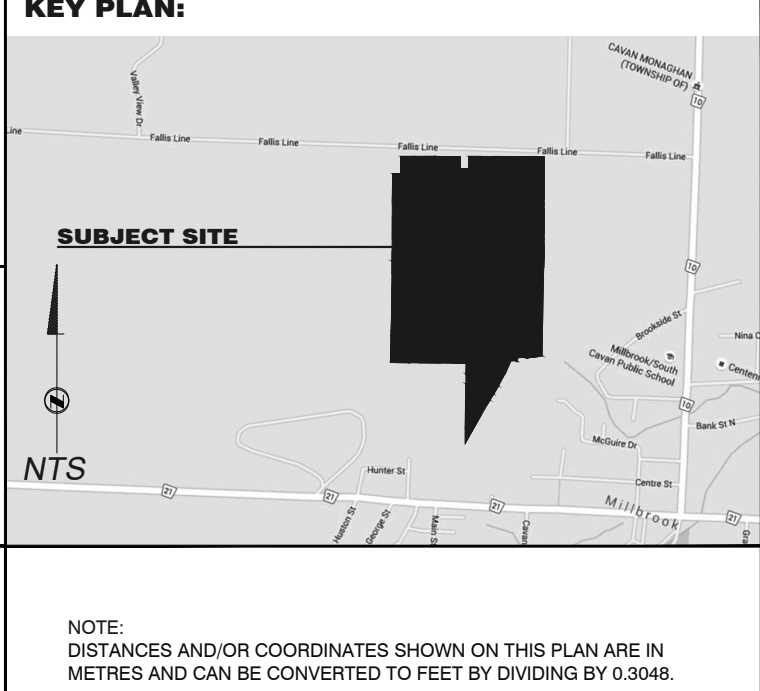 KEY PLAN:
CAVAN MONAGHAN
(TOWNSHIP OF)
10
Valley View Dr
Line
Fallis Line
Fallis Line
Fallis Line
Fallis Line
Fallis Line
SUBJECT SITE
10
Brookside St
Nina C
Millbrook/South
Cavan Public School
Centenn
10
Bank St N
McGuire Dr
NTS
Hunter St
Centre St
21
21
21
Millbrook
21
Huston St
George St
Main S
Cavan
Gra
NOTE:
DISTANCES AND/OR COORDINATES SHOWN ON THIS PLAN ARE IN
METRES AND CAN BE CONVERTED TO FEET BY DIVIDING BY 0.3048.